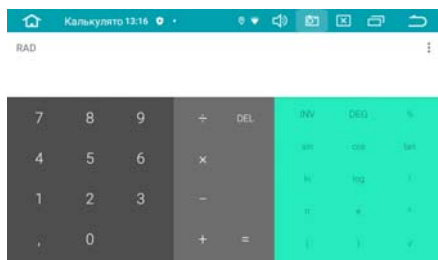 Калькулято 13:16
RAD
7 8 9 ÷ DEL INV DEG %
4 5 6 × sin cos tan
1 2 3 − ln log !
π e ^
, 0 + = ( ) √